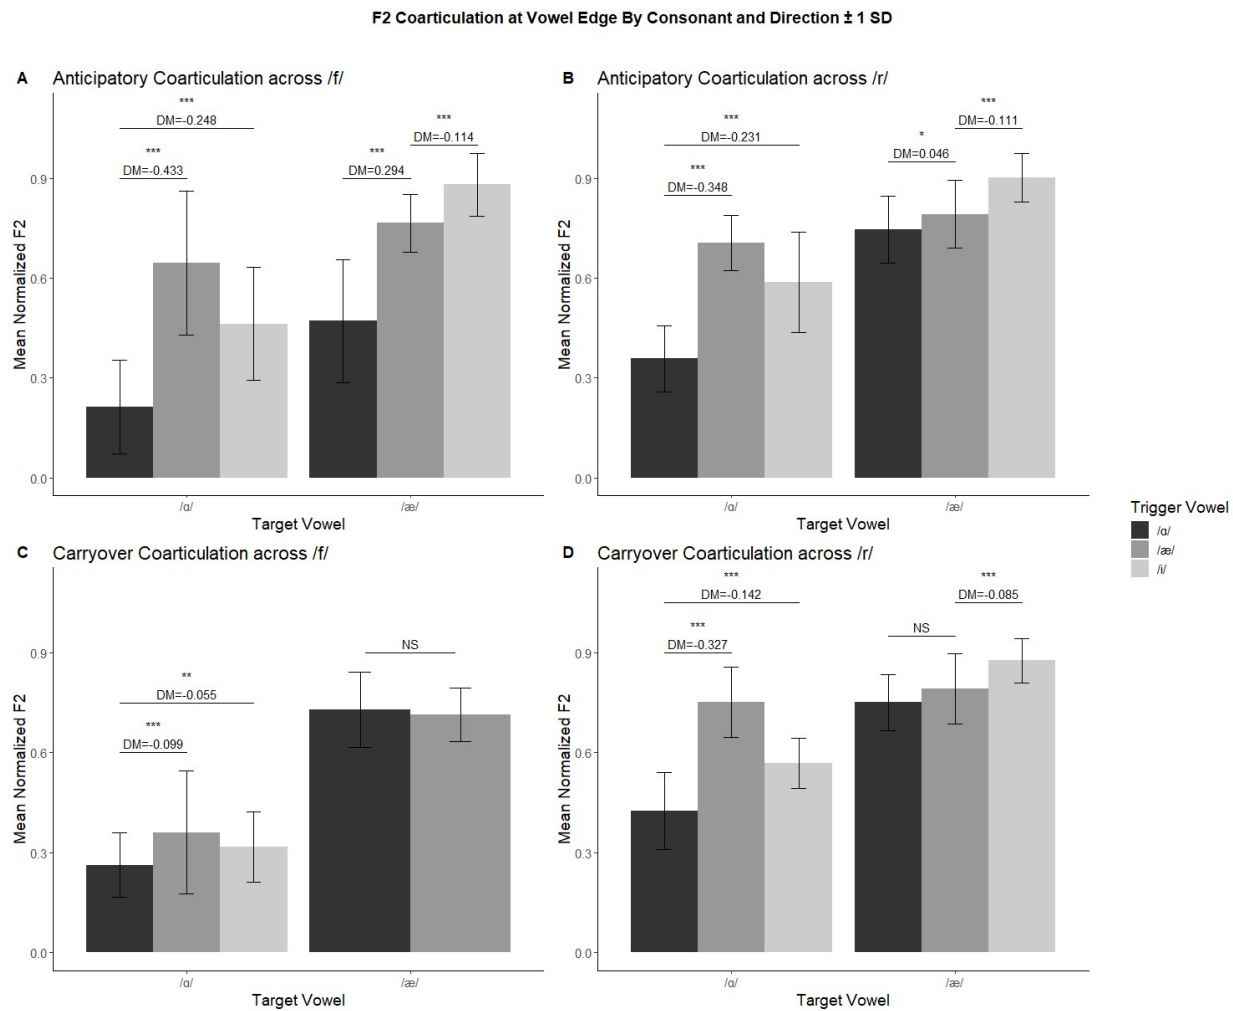 F2 Coarticulation at Vowel Edge By Consonant and Direction ± 1 SD
A Anticipatory Coarticulation across /f/
***
DM=-0.248
***
DM=-0.433
***
DM=-0.114
***
DM=0.294
Mean Normalized F2
0.9
0.6
0.3
0.0
/ɑ/ /æ/
Target Vowel
B Anticipatory Coarticulation across /r/
***
DM=-0.231
***
DM=-0.348
***
DM=-0.111
*
DM=0.046
Mean Normalized F2
0.9
0.6
0.3
0.0
/ɑ/ /æ/
Target Vowel
C Carryover Coarticulation across /f/
**
DM=-0.055
***
DM=-0.099
NS
Mean Normalized F2
0.9
0.6
0.3
0.0
/ɑ/ /æ/
Target Vowel
D Carryover Coarticulation across /r/
***
DM=-0.142
***
DM=-0.327
***
DM=-0.085
NS
Mean Normalized F2
0.9
0.6
0.3
0.0
/ɑ/ /æ/
Target Vowel
Trigger Vowel
/ɑ/
/æ/
/i/